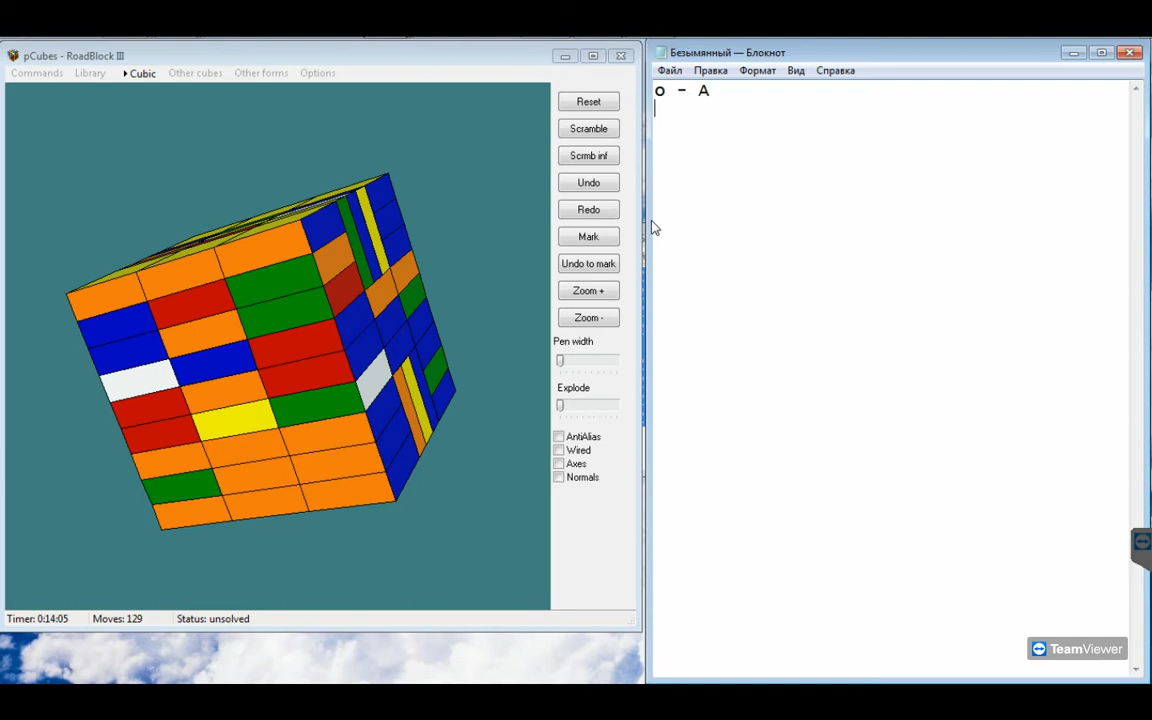 pCubes - RoadBlock III
Commands Library Cubic Other cubes Other forms Options
Reset
Scramble
Scrmb inf
Undo
Redo
Mark
Undo to mark
Zoom +
Zoom -
Pen width
Explode
AntiAlias
Wired
Axes
Normals
Timer: 0:14:05 Moves: 129 Status: unsolved
Безымянный — Блокнот
Файл Правка Формат Вид Справка
o - A
TeamViewer